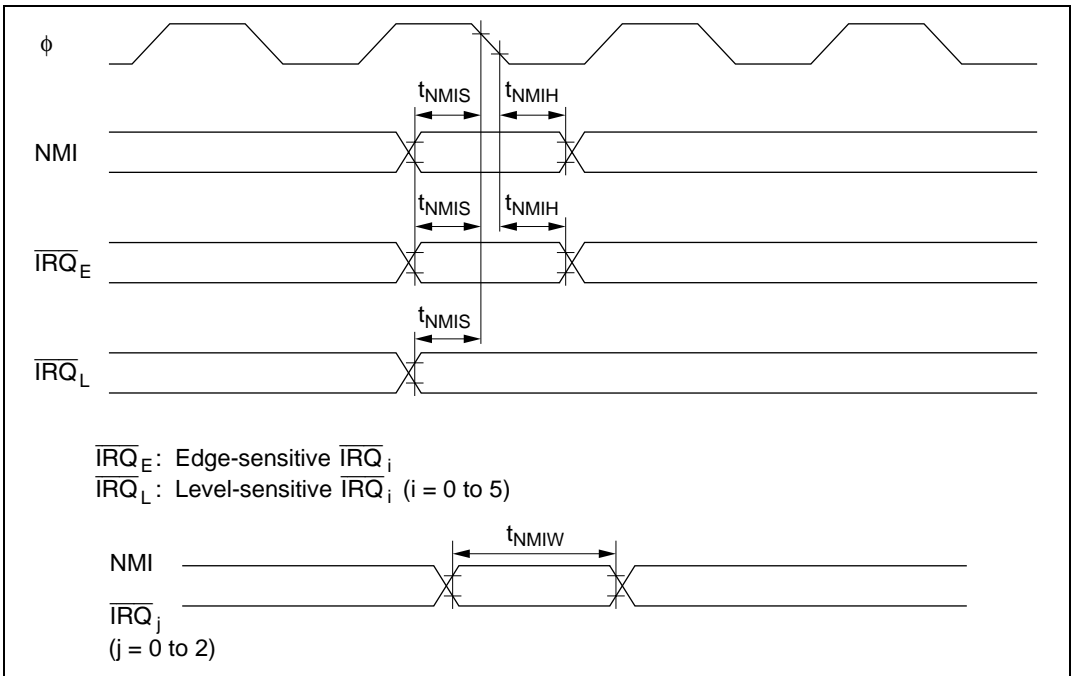 ϕ
tNMIS tNMIH
NMI
tNMIS tNMIH
IRQE
tNMIS
IRQL
IRQE: Edge-sensitive IRQi
IRQL: Level-sensitive IRQi (i = 0 to 5)
tNMIW
NMI
IRQj
(j = 0 to 2)